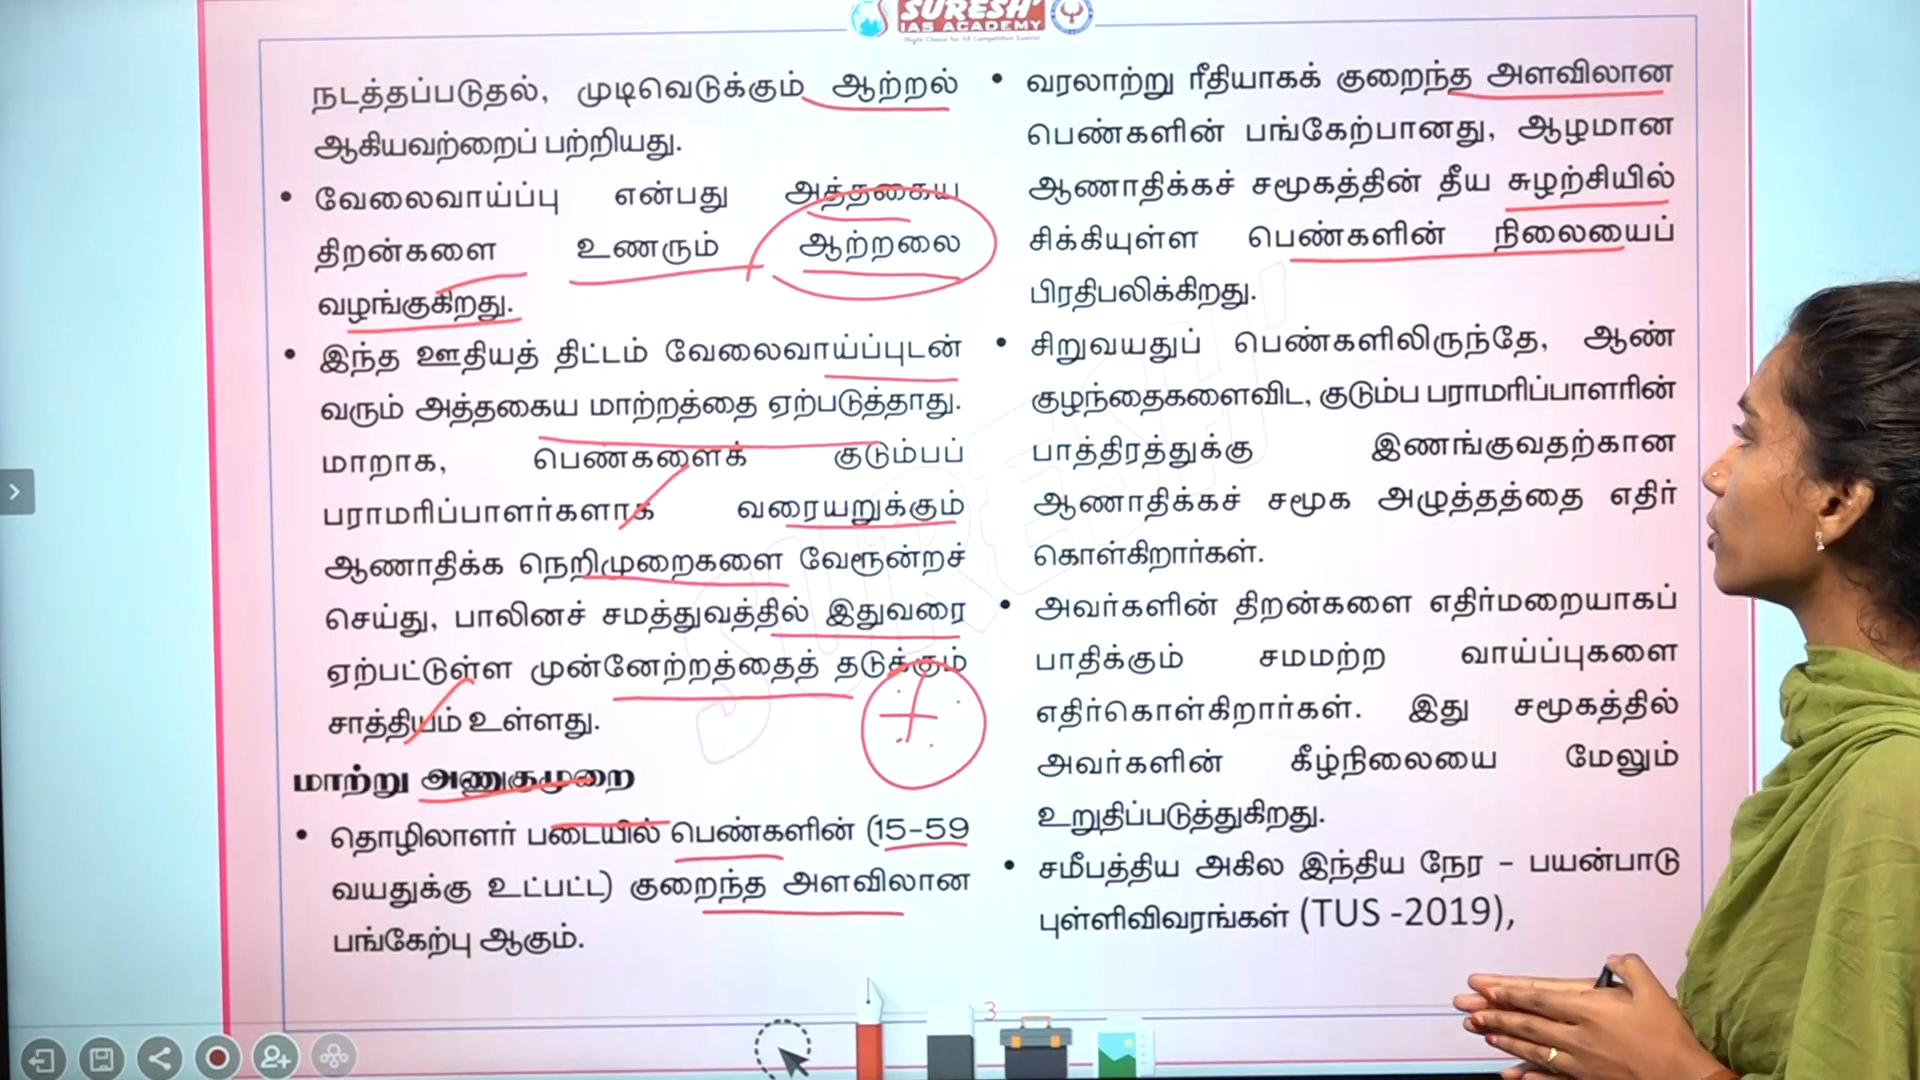 SURESH'
IAS ACADEMY
நடத்தப்படுதல், முடிவெடுக்கும் ஆற்றல்
ஆகியவற்றைப் பற்றியது.
• வேலைவாய்ப்பு என்பது அத்தகைய
திறன்களை உணரும் ஆற்றலை
வழங்குகிறது.
• இந்த ஊதியத் திட்டம் வேலைவாய்ப்புடன்
வரும் அத்தகைய மாற்றத்தை ஏற்படுத்தாது.
மாறாக, பெண்களைக் குடும்பப்
பராமரிப்பாளர்களாக வரையறுக்கும்
ஆணாதிக்க நெறிமுறைகளை வேரூன்றச்
செய்து, பாலினச் சமத்துவத்தில் இதுவரை
ஏற்பட்டுள்ள முன்னேற்றத்தைத் தடுக்கும்
சாத்தியம் உள்ளது.
மாற்று அணுகுமுறை
• தொழிலாளர் படையில் பெண்களின் (15-59
வயதுக்கு உட்பட்ட) குறைந்த அளவிலான
பங்கேற்பு ஆகும்.
• வரலாற்று ரீதியாகக் குறைந்த அளவிலான
பெண்களின் பங்கேற்பானது, ஆழமான
ஆணாதிக்கச் சமூகத்தின் தீய சுழற்சியில்
சிக்கியுள்ள பெண்களின் நிலையைப்
பிரதிபலிக்கிறது.
• சிறுவயதுப் பெண்களிலிருந்தே, ஆண்
குழந்தைகளைவிட, குடும்ப பராமரிப்பாளரின்
பாத்திரத்துக்கு இணங்குவதற்கான
ஆணாதிக்கச் சமூக அழுத்தத்தை எதிர்
கொள்கிறார்கள்.
• அவர்களின் திறன்களை எதிர்மறையாகப்
பாதிக்கும் சமமற்ற வாய்ப்புகளை
எதிர்கொள்கிறார்கள். இது சமூகத்தில்
அவர்களின் கீழ்நிலையை மேலும்
உறுதிப்படுத்துகிறது.
• சமீபத்திய அகில இந்திய நேர – பயன்பாடு
புள்ளிவிவரங்கள் (TUS -2019),
SURESH'
3